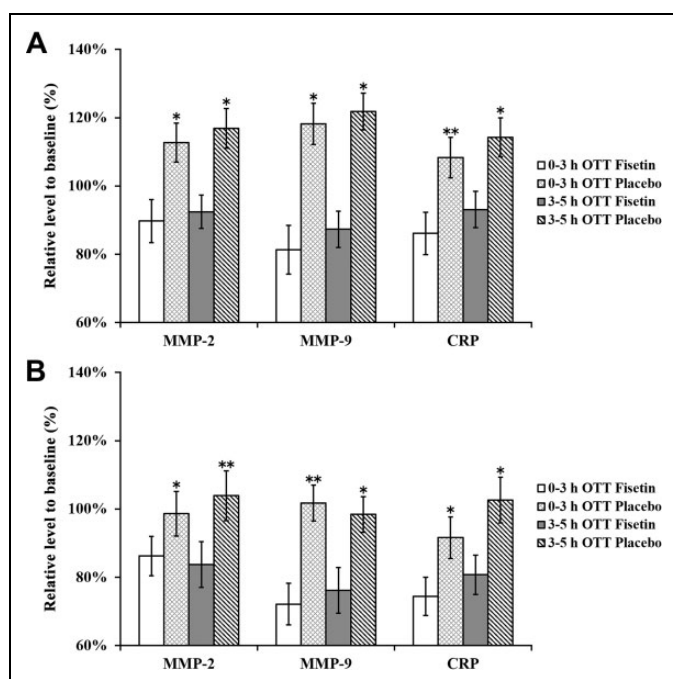 A
Relative level to baseline (%)
140%
120%
100%
80%
60%
* * * * ** *
MMP-2 MMP-9 CRP
0-3 h OTT Fisetin
0-3 h OTT Placebo
3-5 h OTT Fisetin
3-5 h OTT Placebo
B
Relative level to baseline (%)
140%
120%
100%
80%
60%
* ** ** * * *
MMP-2 MMP-9 CRP
0-3 h OTT Fisetin
0-3 h OTT Placebo
3-5 h OTT Fisetin
3-5 h OTT Placebo